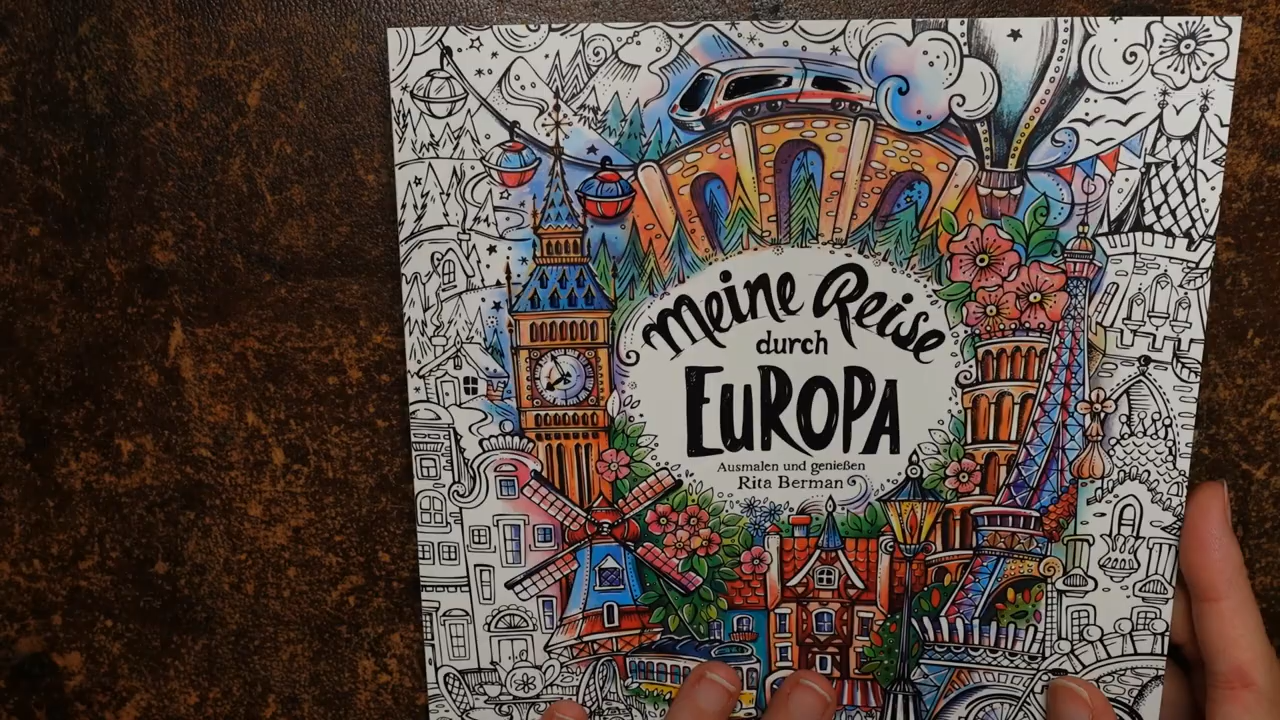 Meine Reise
durch
EUROPA
Ausmalen und genießen
Rita Berman